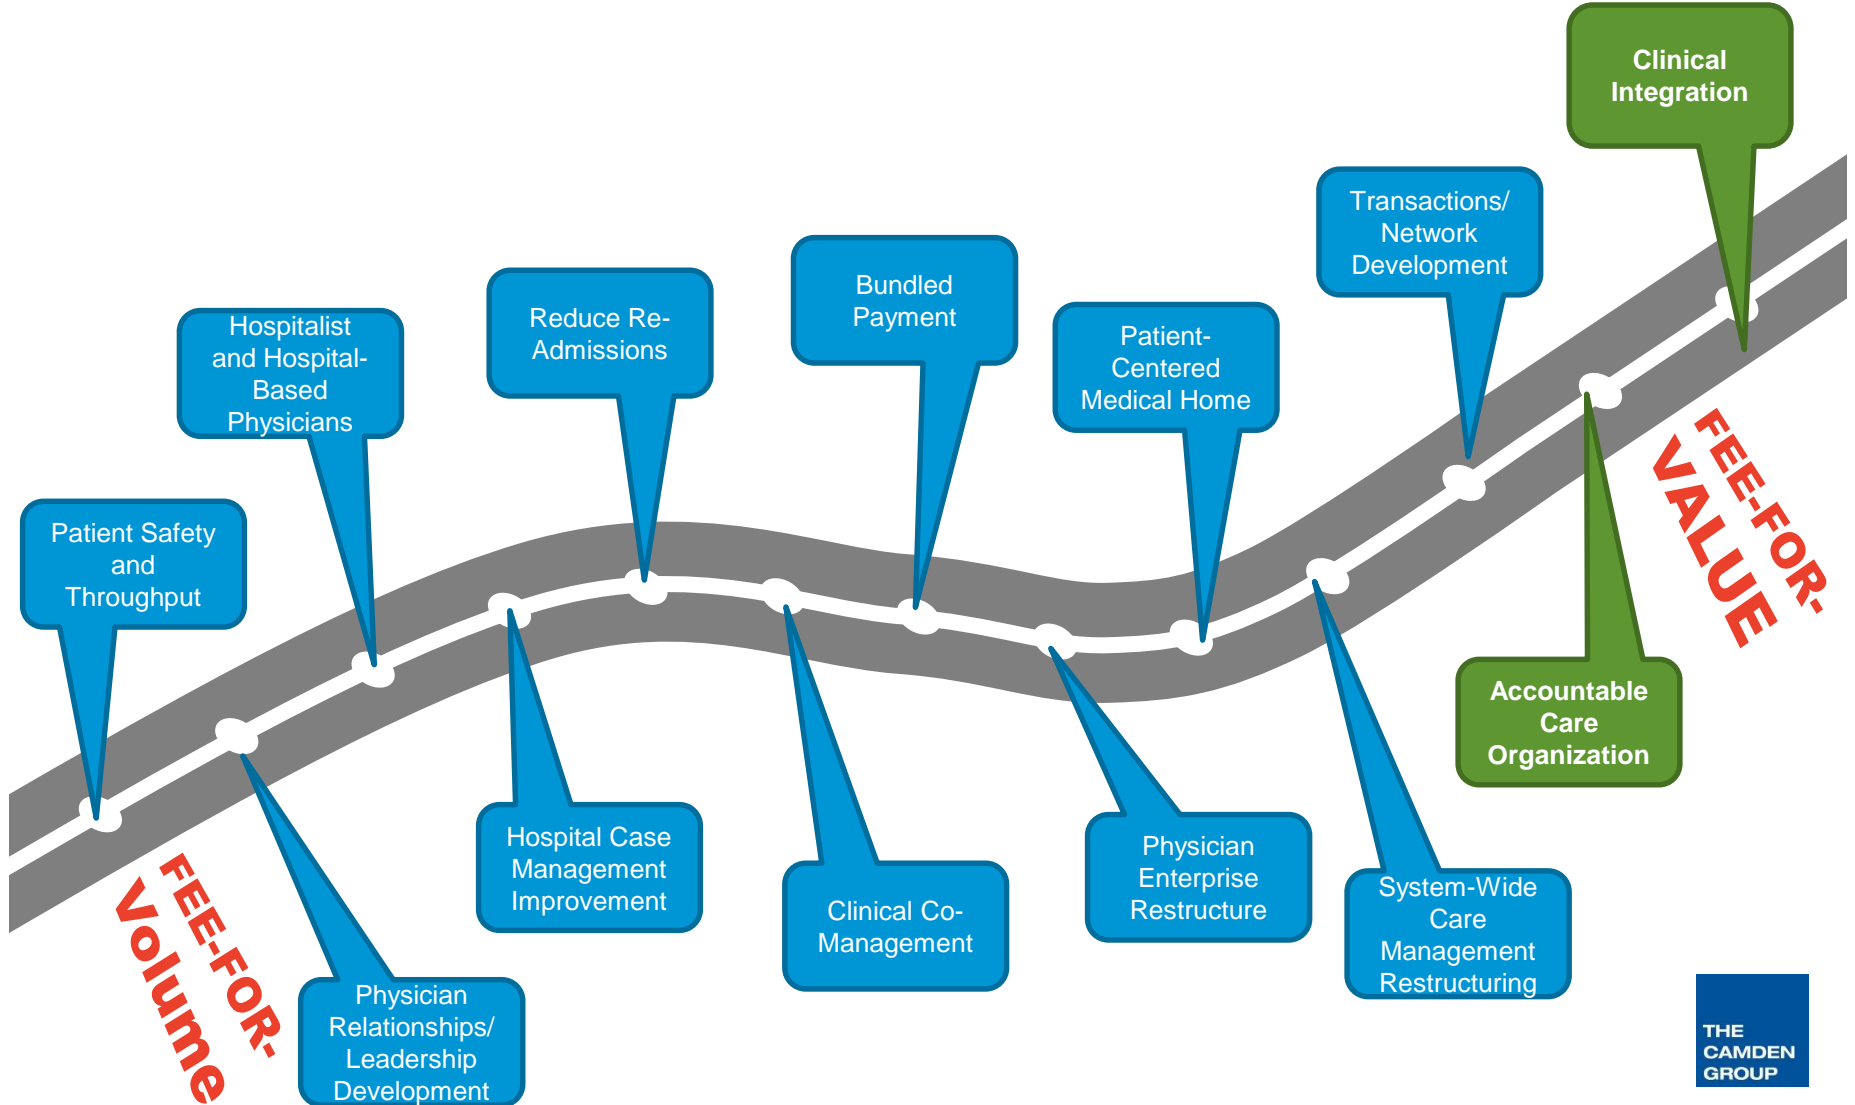 Clinical
Integration
Transactions/
Network
Development
Bundled
Payment
Reduce Re-
Admissions
Patient-
Centered
Medical Home
Hospitalist
and Hospital-
Based
Physicians
Patient Safety
and
Throughput
FEE-FOR-
VALUE
Accountable
Care
Organization
Hospital Case
Management
Improvement
Clinical Co-
Management
Physician
Enterprise
Restructure
System-Wide
Care
Management
Restructuring
FEE-FOR-
Volume
Physician
Relationships/
Leadership
Development
THE
CAMDEN
GROUP